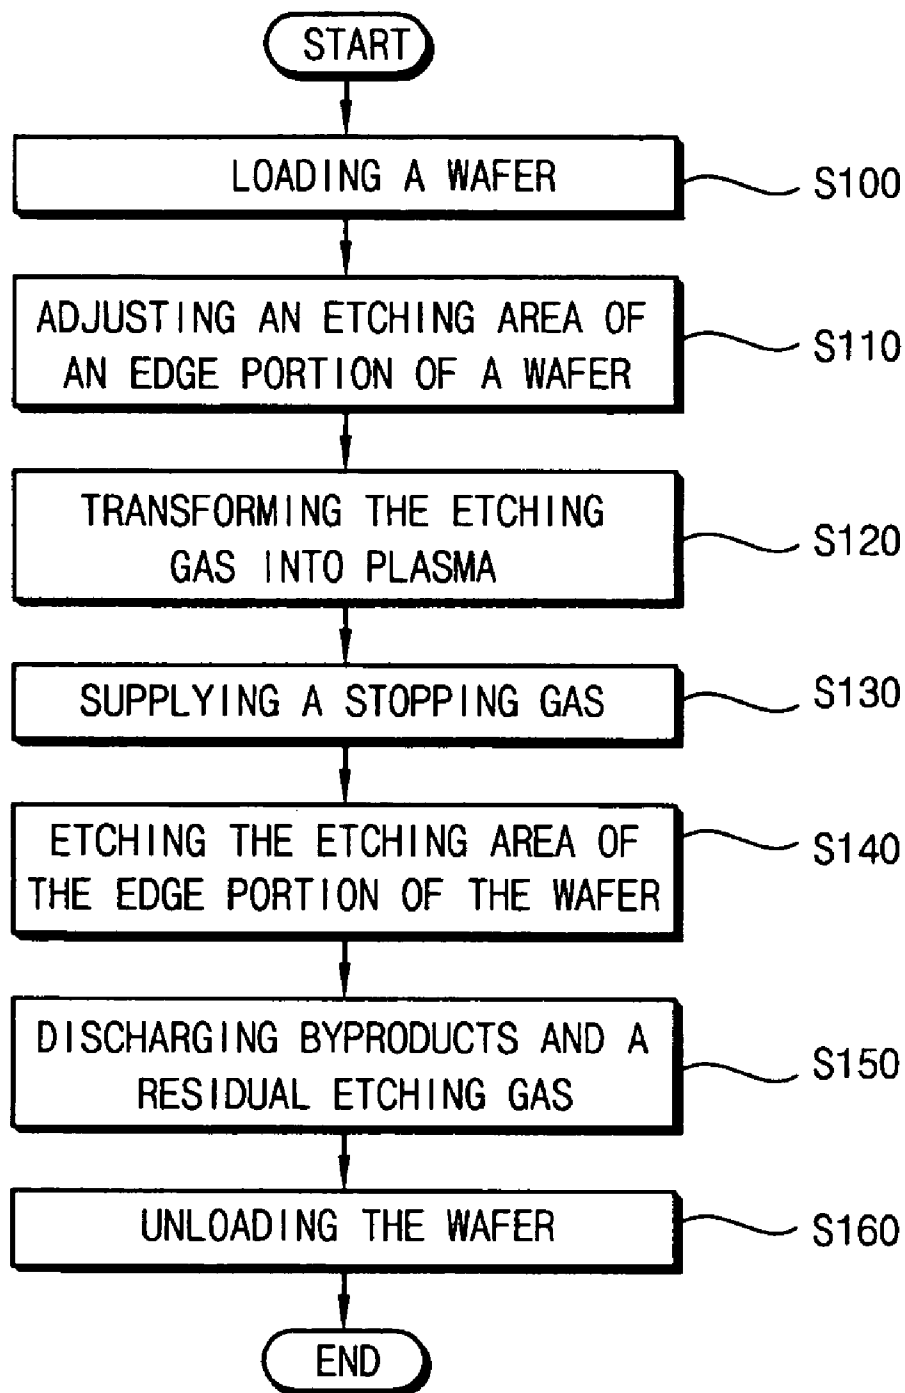 START
LOADING A WAFER
S100
ADJUSTING AN ETCHING AREA OF
AN EDGE PORTION OF A WAFER
S110
TRANSFORMING THE ETCHING
GAS INTO PLASMA
S120
SUPPLYING A STOPPING GAS
S130
ETCHING THE ETCHING AREA OF
THE EDGE PORTION OF THE WAFER
S140
DISCHARGING BYPRODUCTS AND A
RESIDUAL ETCHING GAS
S150
UNLOADING THE WAFER
S160
END